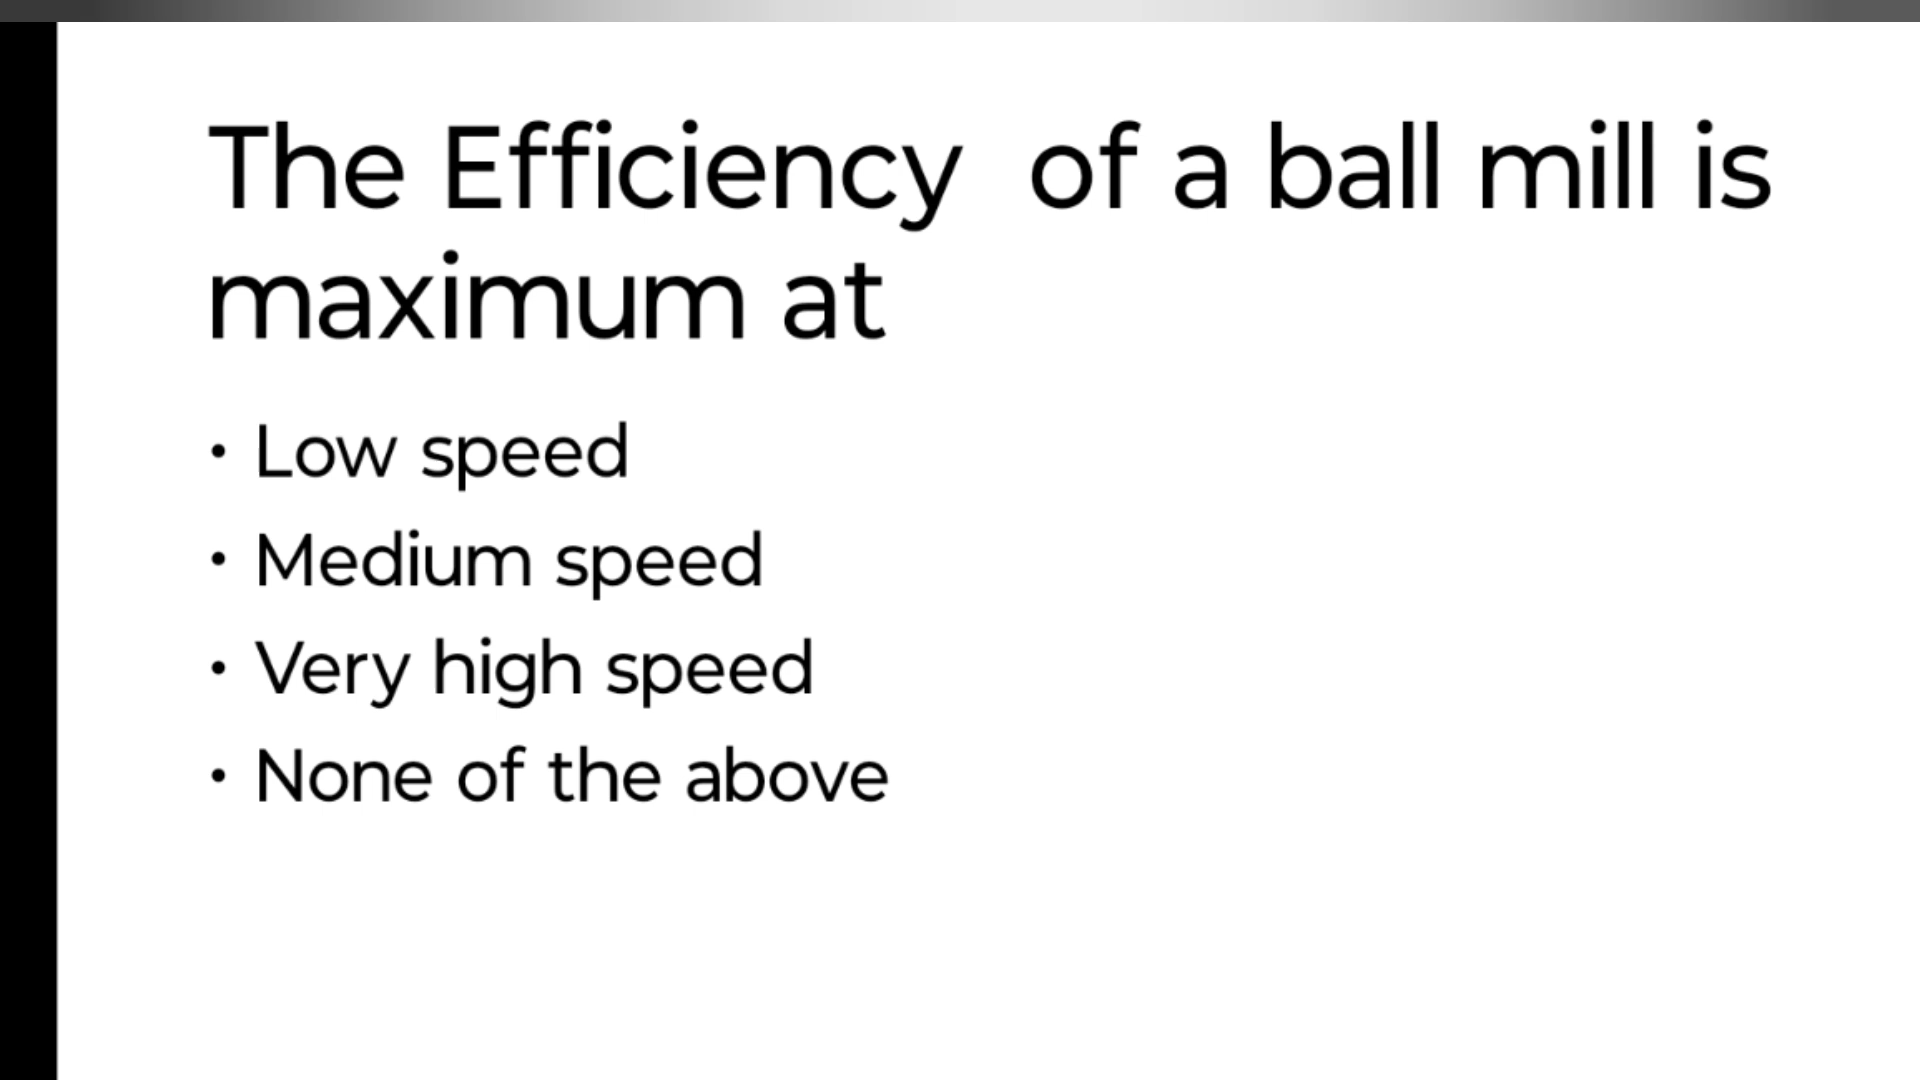 The Efficiency  of a ball mill is
maximum at
• Low speed
• Medium speed
• Very high speed
• None of the above